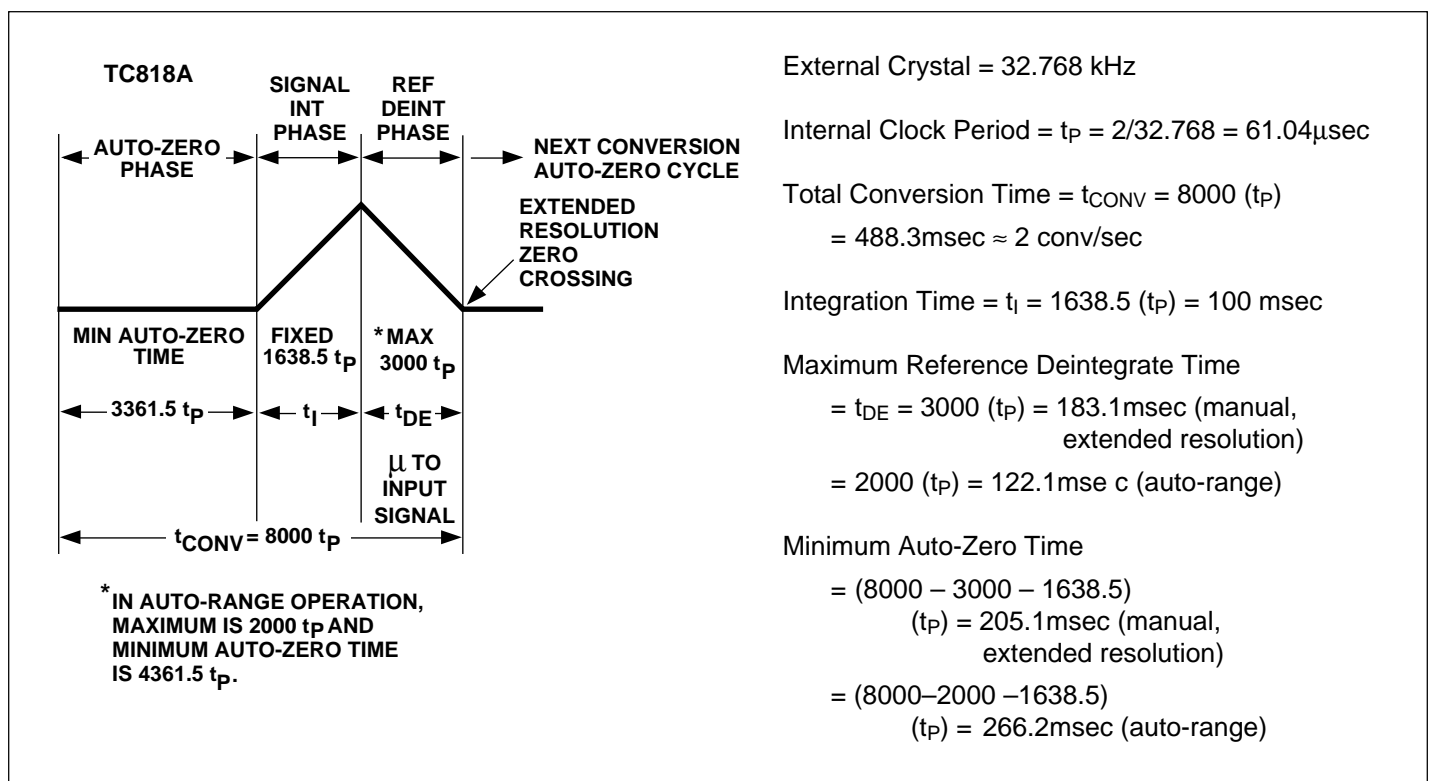 TC818A
SIGNAL
INT
PHASE
REF
DEINT
PHASE
AUTO-ZERO
PHASE
NEXT CONVERSION
AUTO-ZERO CYCLE
EXTENDED
RESOLUTION
ZERO
CROSSING
MIN AUTO-ZERO
TIME
FIXED
1638.5 tP
*MAX
3000 tP
3361.5 tP
tI
tDE
µ TO
INPUT
SIGNAL
tCONV = 8000 tP
*IN AUTO-RANGE OPERATION,
MAXIMUM IS 2000 tP AND
MINIMUM AUTO-ZERO TIME
IS 4361.5 tP.
External Crystal = 32.768 kHz
Internal Clock Period = tP = 2/32.768 = 61.04µsec
Total Conversion Time = tCONV = 8000 (tP)
= 488.3msec ≈ 2 conv/sec
Integration Time = tI = 1638.5 (tP) = 100 msec
Maximum Reference Deintegrate Time
= tDE = 3000 (tP) = 183.1msec (manual,
extended resolution)
= 2000 (tP) = 122.1mse c (auto-range)
Minimum Auto-Zero Time
= (8000 – 3000 – 1638.5)
(tP) = 205.1msec (manual,
extended resolution)
= (8000–2000 –1638.5)
(tP) = 266.2msec (auto-range)